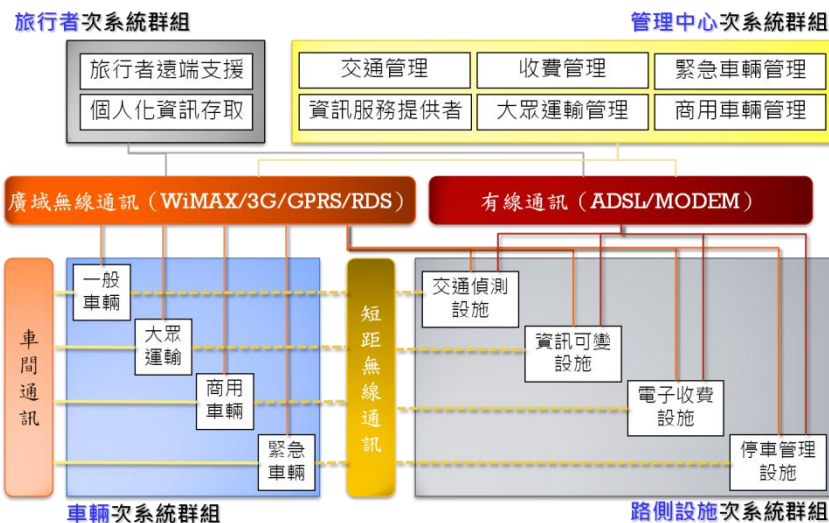 旅行者次系統群組
管理中心次系統群組
旅行者遠端支援
個人化資訊存取
交通管理
收費管理
緊急車輛管理
資訊服務提供者
大眾運輸管理
商用車輛管理
廣域無線通訊（WiMAX/3G/GPRS/RDS）
有線通訊（ADSL/MODEM）
車間通訊
一般
車輛
大眾
運輸
商用
車輛
緊急
車輛
短距無線通訊
交通偵測
設施
資訊可變
設施
電子收費
設施
停車管理
設施
車輛次系統群組
路側設施次系統群組